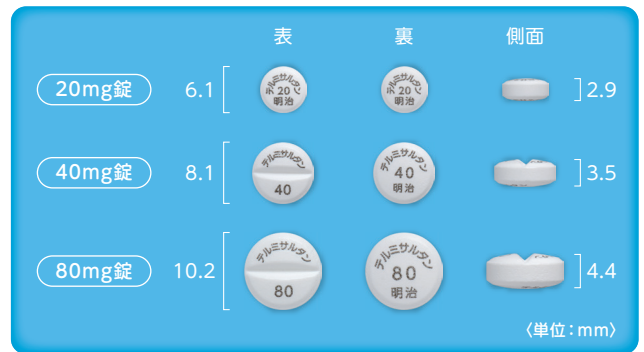 表 裏 側面
20mg錠 6.1 テルミサルタン 20 明治 テルミサルタン 20 明治 2.9
40mg錠 8.1 テルミサルタン 40 テルミサルタン 40 明治 3.5
80mg錠 10.2 テルミサルタン 80 テルミサルタン 80 明治 4.4
〈単位：mm〉